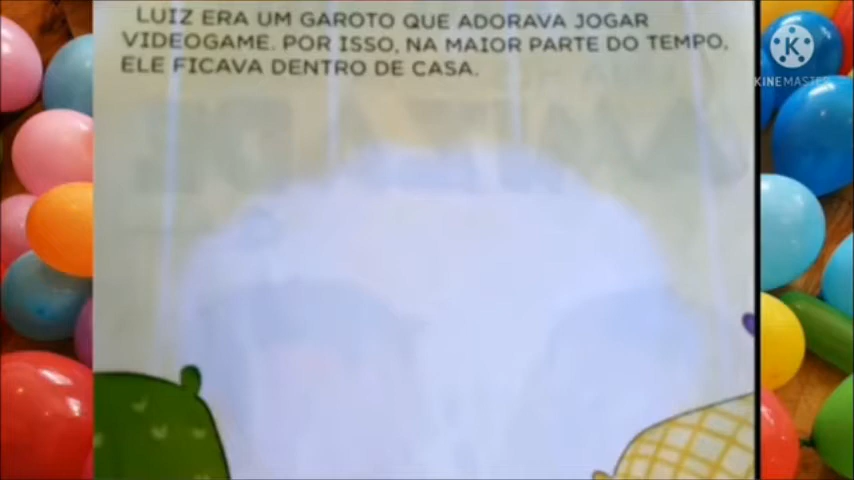 LUIZ ERA UM GAROTO QUE ADORAVA JOGAR
VIDEOGAME. POR ISSO, NA MAIOR PARTE DO TEMPO,
ELE FICAVA DENTRO DE CASA.
K
KINEMASTER